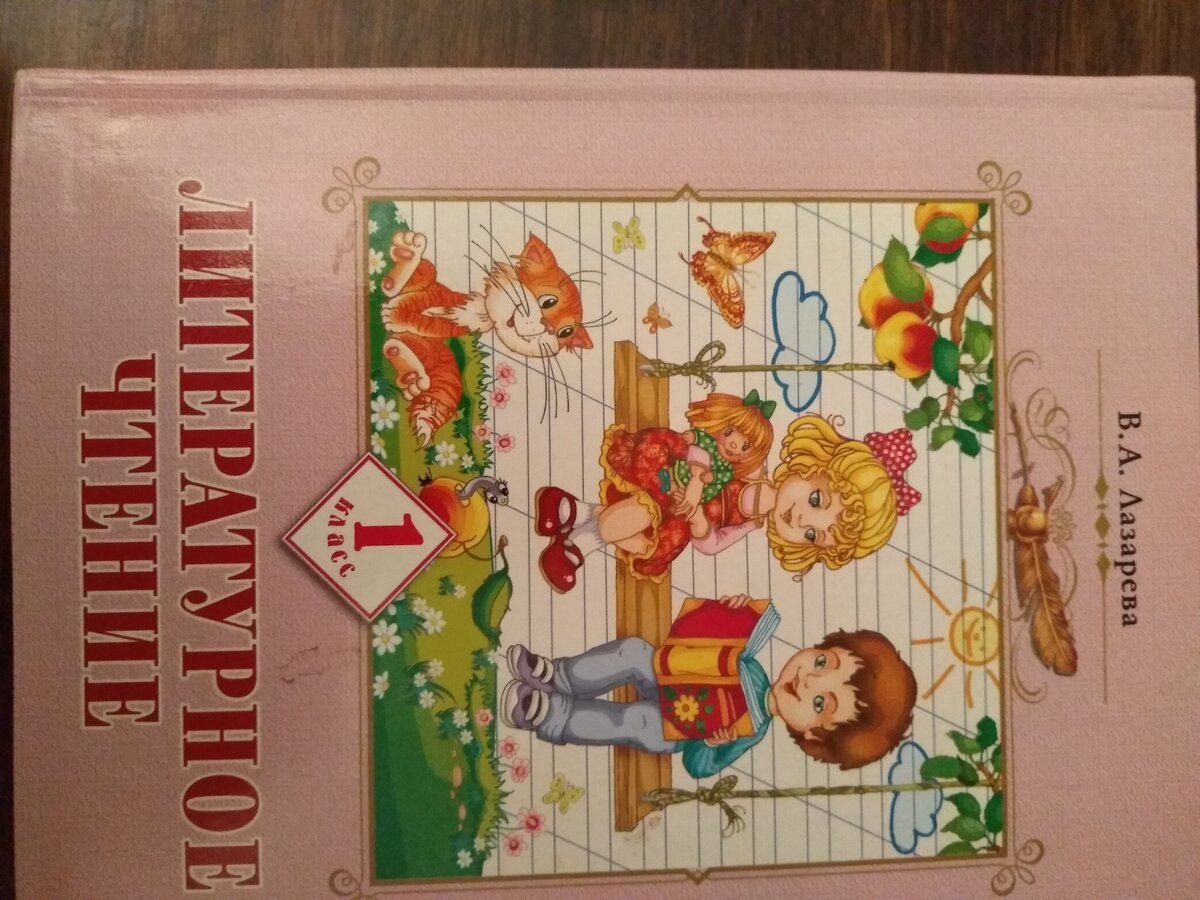 В. А. Лазарева
1
класс
ЛИТЕРАТУРНОЕ
ЧТЕНИЕ